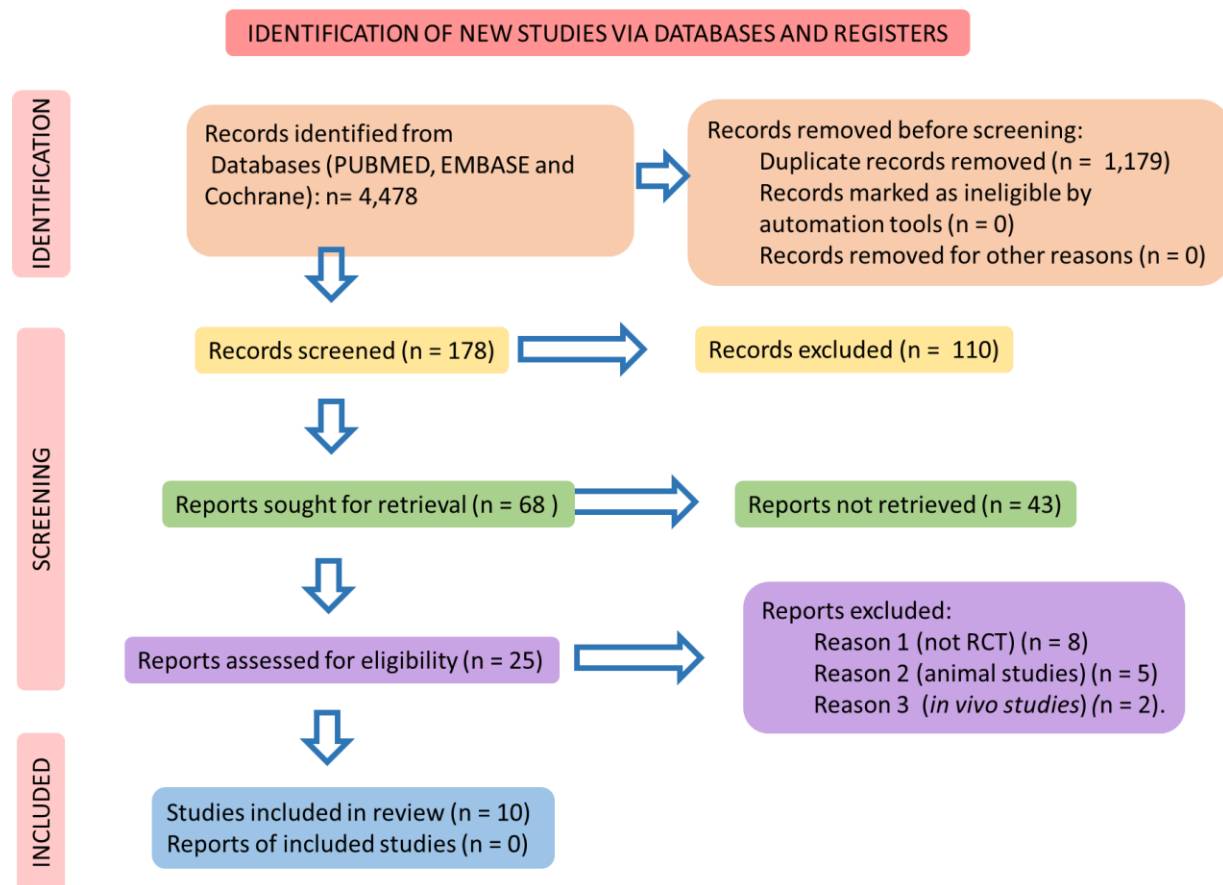 IDENTIFICATION OF NEW STUDIES VIA DATABASES AND REGISTERS
IDENTIFICATION
Records identified from
Databases (PUBMED, EMBASE and
Cochrane): n= 4,478
Records removed before screening:
Duplicate records removed (n = 1,179)
Records marked as ineligible by
automation tools (n = 0)
Records removed for other reasons (n = 0)
SCREENING
Records screened (n = 178)
Records excluded (n = 110)
Reports sought for retrieval (n = 68 )
Reports not retrieved (n = 43)
Reports assessed for eligibility (n = 25)
Reports excluded:
Reason 1 (not RCT) (n = 8)
Reason 2 (animal studies) (n = 5)
Reason 3 (in vivo studies) (n = 2).
INCLUDED
Studies included in review (n = 10)
Reports of included studies (n = 0)